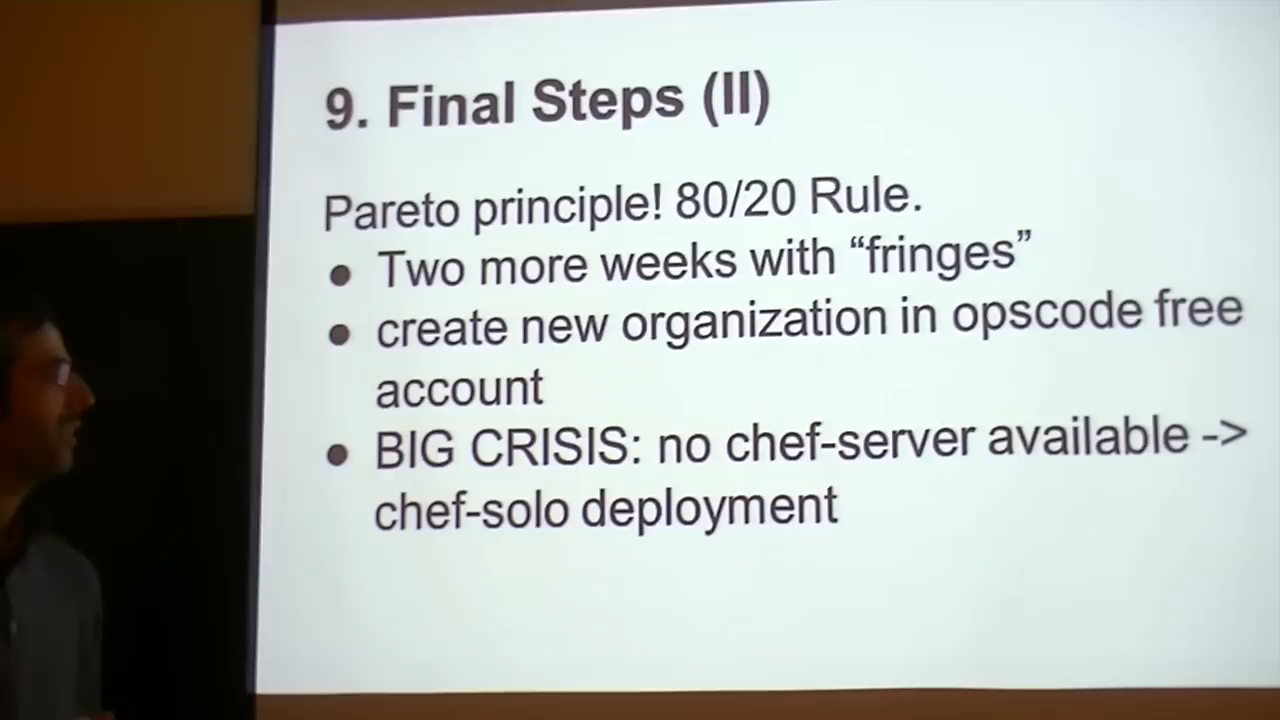 9. Final Steps (II)
Pareto principle! 80/20 Rule.
● Two more weeks with “fringes”
● create new organization in opscode free
account
● BIG CRISIS: no chef-server available ->
chef-solo deployment